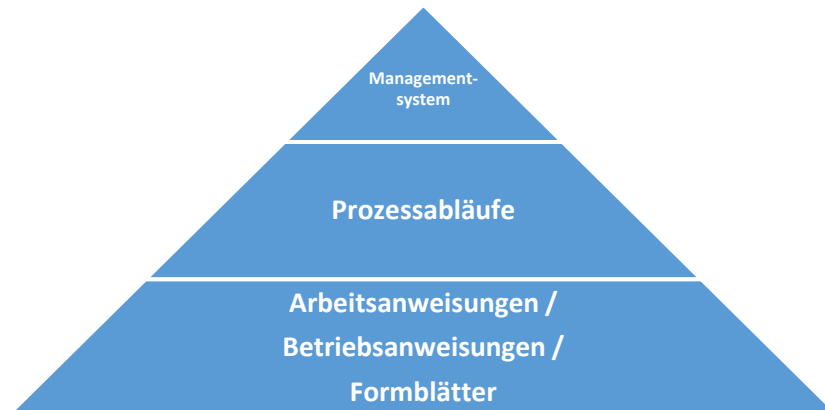 Management-
system
Prozessabläufe
Arbeitsanweisungen /
Betriebsanweisungen /
Formblätter